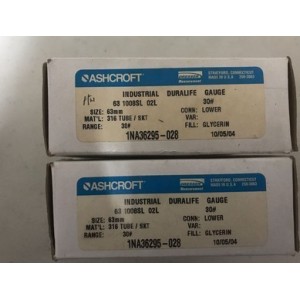 ASHCROFT
STRATFORD, CONNECTICUT
MADE IN U.S.A.
INDUSTRIAL DURALIFE GAUGE
63 1008SL 02L 30#
SIZE: 63mm CONN: LOWER
MAT'L: 316 TUBE / SKT VAR:
RANGE: 30# FILL: GLYCERIN
1NA36295-028 10/05/04
ASHCROFT
STRATFORD, CONNECTICUT
MADE IN U.S.A.
INDUSTRIAL DURALIFE GAUGE
63 1008SL 02L 30#
SIZE: 63mm CONN: LOWER
MAT'L: 316 TUBE / SKT VAR:
RANGE: 30# FILL: GLYCERIN
1NA36295-028 10/05/04